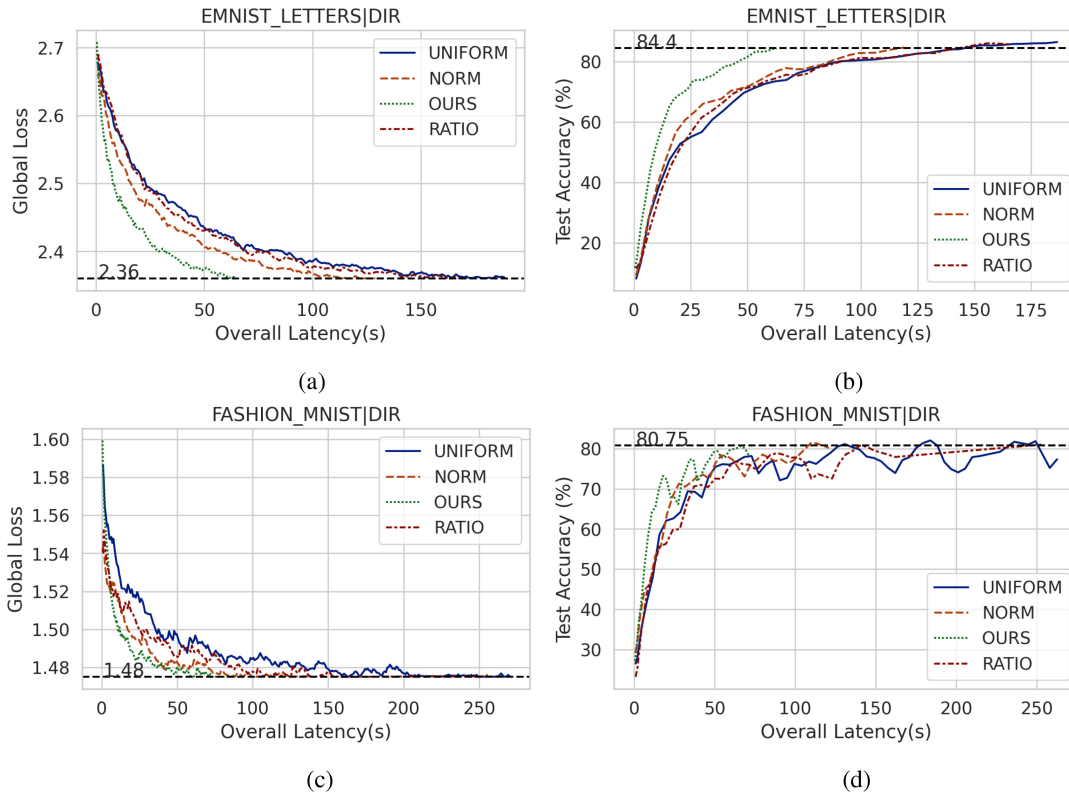 EMNIST_LETTERS|DIR
2.7
2.6
2.5
2.4
Global Loss
UNIFORM
NORM
OURS
RATIO
2.36
0 50 100 150
Overall Latency(s)
(a)
EMNIST_LETTERS|DIR
84.4
80
60
40
20
Test Accuracy (%)
UNIFORM
NORM
OURS
RATIO
0 25 50 75 100 125 150 175
Overall Latency(s)
(b)
FASHION_MNIST|DIR
1.60
1.58
1.56
1.54
1.52
1.50
1.48
Global Loss
UNIFORM
NORM
OURS
RATIO
1.48
0 50 100 150 200 250
Overall Latency(s)
(c)
FASHION_MNIST|DIR
80.75
80
70
60
50
40
30
Test Accuracy (%)
UNIFORM
NORM
OURS
RATIO
0 50 100 150 200 250
Overall Latency(s)
(d)